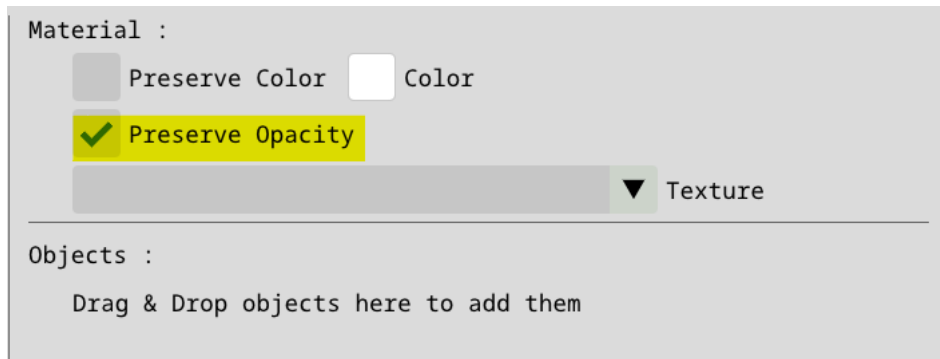 Material :
Preserve Color Color
Preserve Opacity
Texture
Objects :
Drag & Drop objects here to add them